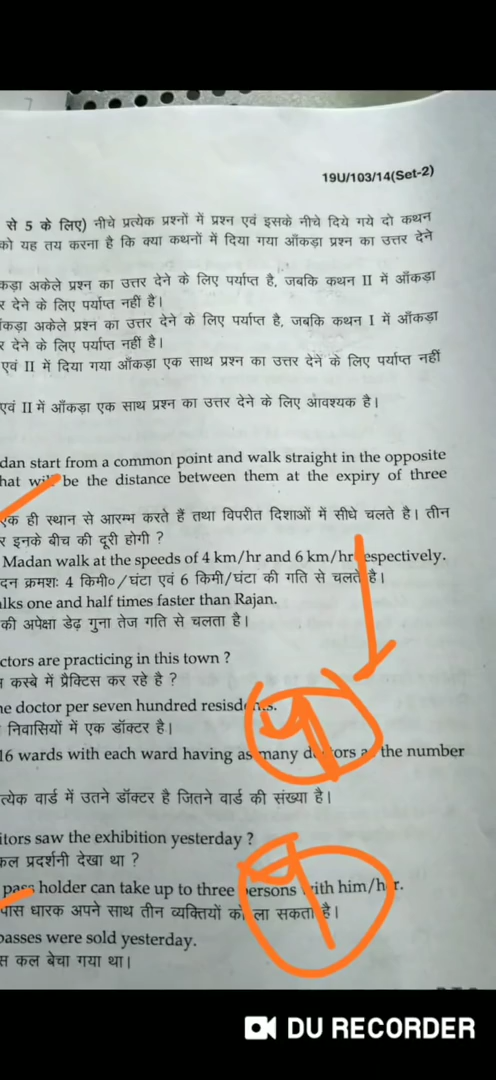 19U/103/14(Set-2)
से 5 के लिए) नीचे प्रत्येक प्रश्नों में प्रश्न एवं इसके नीचे दिये गये दो कथन
को यह तय करना है कि क्या कथनों में दिया गया आँकड़ा प्रश्न का उत्तर देने
कड़ा अकेले प्रश्न का उत्तर देने के लिए पर्याप्त है, जबकि कथन II में आँकड़ा
र देने के लिए पर्याप्त नहीं है।
कड़ा अकेले प्रश्न का उत्तर देने के लिए पर्याप्त है, जबकि कथन I में आँकड़ा
र देने के लिए पर्याप्त नहीं है।
एवं II में दिया गया आँकड़ा एक साथ प्रश्न का उत्तर देने के लिए पर्याप्त नहीं
एवं II में आँकड़ा एक साथ प्रश्न का उत्तर देने के लिए आवश्यक है।
dan start from a common point and walk straight in the opposite
hat will be the distance between them at the expiry of three
एक ही स्थान से आरम्भ करते हैं तथा विपरीत दिशाओं में सीधे चलते है। तीन
र इनके बीच की दूरी होगी ?
Madan walk at the speeds of 4 km/hr and 6 km/hr respectively.
दन क्रमशः 4 किमी०/घंटा एवं 6 किमी/घंटा की गति से चलते है।
lks one and half times faster than Rajan.
की अपेक्षा डेढ़ गुना तेज गति से चलता है।
ctors are practicing in this town ?
कस्बे में प्रैक्टिस कर रहे है ?
ne doctor per seven hundred resisdents.
निवासियों में एक डॉक्टर है।
16 wards with each ward having as many doctors as the number
त्येक वार्ड में उतने डॉक्टर है जितने वार्ड की संख्या है।
itors saw the exhibition yesterday ?
कल प्रदर्शनी देखा था ?
pass holder can take up to three persons with him/her.
पास धारक अपने साथ तीन व्यक्तियों को ला सकता है।
passes were sold yesterday.
स कल बेचा गया था।
DU RECORDER